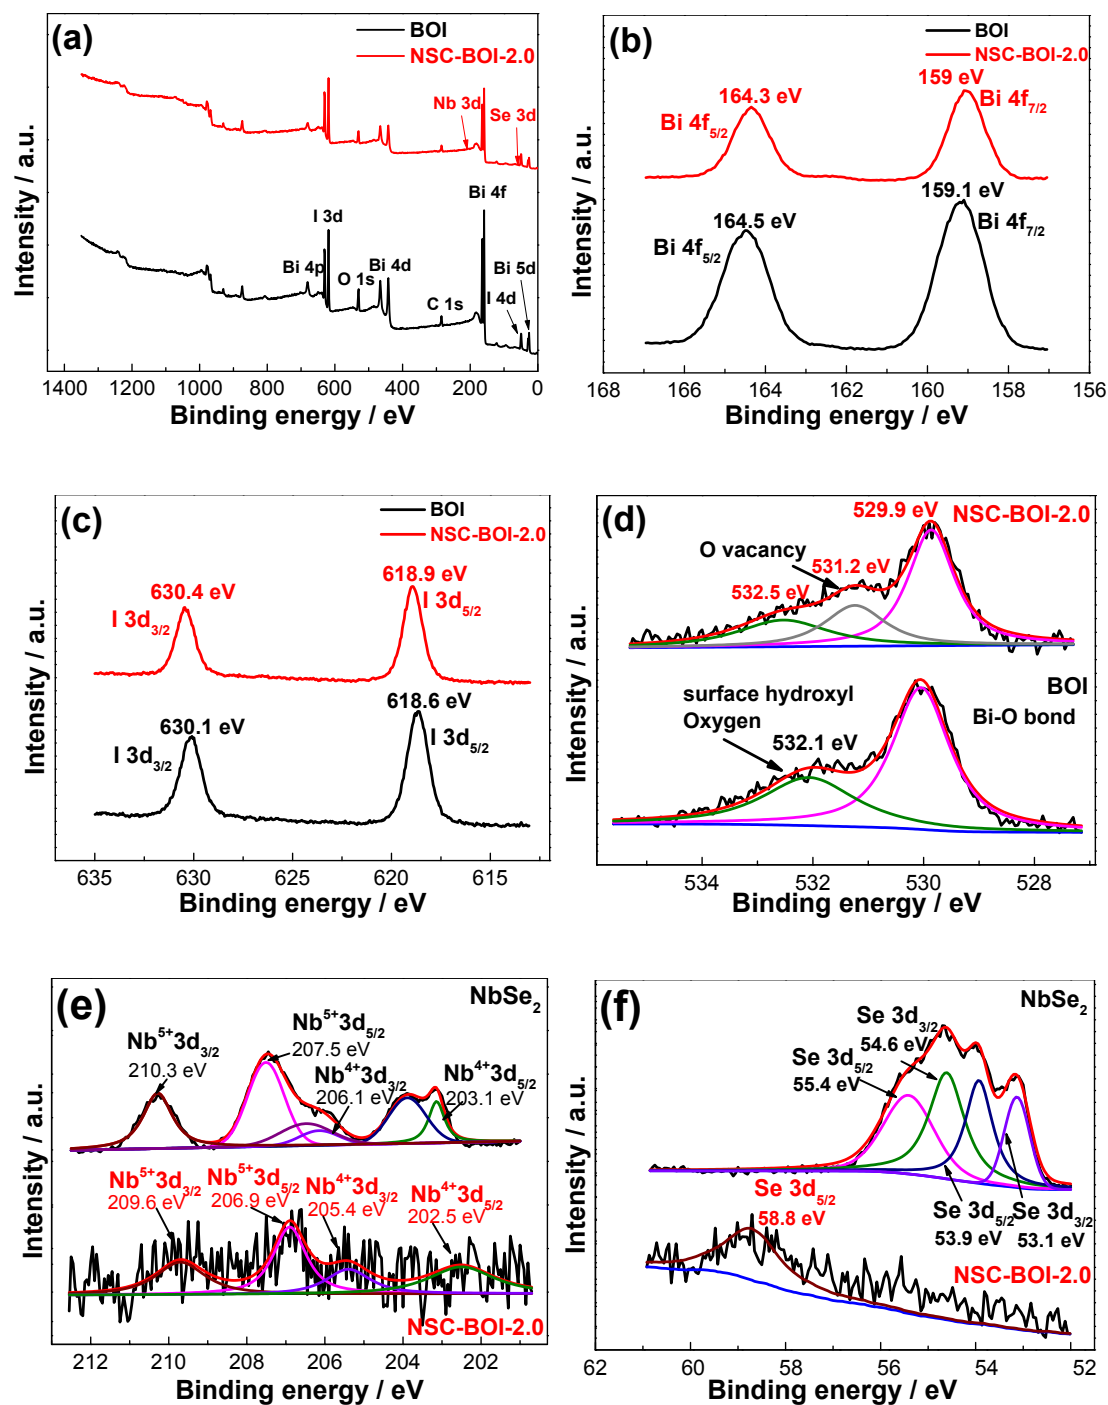 (a)
BOI
NSC-BOI-2.0
Nb 3d
Se 3d
Bi 4f
I 3d
Bi 4p
O 1s
Bi 4d
Bi 5d
I 4d
C 1s
Intensity / a.u.
1400 1200 1000 800 600 400 200 0
Binding energy / eV
(b)
BOI
NSC-BOI-2.0
159 eV
164.3 eV
Bi 4f7/2
Bi 4f5/2
159.1 eV
164.5 eV
Bi 4f7/2
Bi 4f5/2
Intensity / a.u.
168 166 164 162 160 158 156
Binding energy / eV
(c)
BOI
NSC-BOI-2.0
618.9 eV
630.4 eV
I 3d5/2
I 3d3/2
618.6 eV
630.1 eV
I 3d5/2
I 3d3/2
Intensity / a.u.
635 630 625 620 615
Binding energy / eV
(d)
529.9 eV
NSC-BOI-2.0
O vacancy
531.2 eV
532.5 eV
surface hydroxyl
Oxygen
BOI
Bi-O bond
532.1 eV
Intensity / a.u.
534 532 530 528
Binding energy / eV
(e)
NbSe2
Nb5+3d5/2
207.5 eV
Nb5+3d3/2
210.3 eV
Nb4+3d3/2
206.1 eV
Nb4+3d5/2
203.1 eV
Nb5+3d3/2
209.6 eV
Nb5+3d5/2
206.9 eV
Nb4+3d3/2
205.4 eV
Nb4+3d5/2
202.5 eV
NSC-BOI-2.0
Intensity / a.u.
212 210 208 206 204 202
Binding energy / eV
(f)
NbSe2
Se 3d3/2
54.6 eV
Se 3d5/2
55.4 eV
Se 3d5/2
58.8 eV
Se 3d5/2
53.9 eV
Se 3d3/2
53.1 eV
NSC-BOI-2.0
Intensity / a.u.
62 60 58 56 54 52
Binding energy / eV